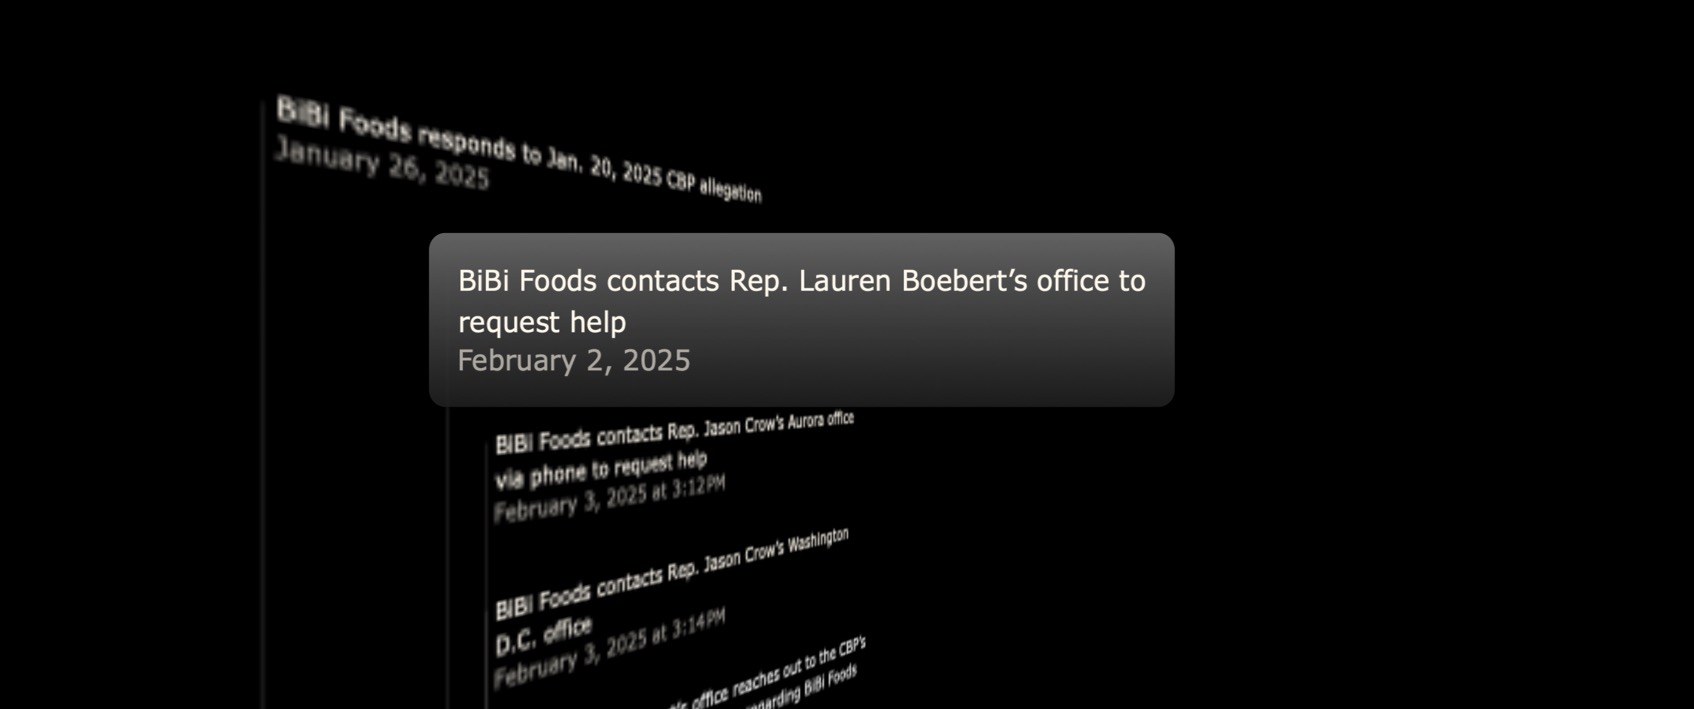 BiBi Foods responds to Jan. 20, 2025 CBP allegation
January 26, 2025
BiBi Foods contacts Rep. Lauren Boebert’s office to
request help
February 2, 2025
BiBi Foods contacts Rep. Jason Crow’s Aurora office
via phone to request help
February 3, 2025 at 3:12PM
BiBi Foods contacts Rep. Jason Crow’s Washington
D.C. office
February 3, 2025 at 3:14PM
office reaches out to the CBP’s
regarding BiBi Foods